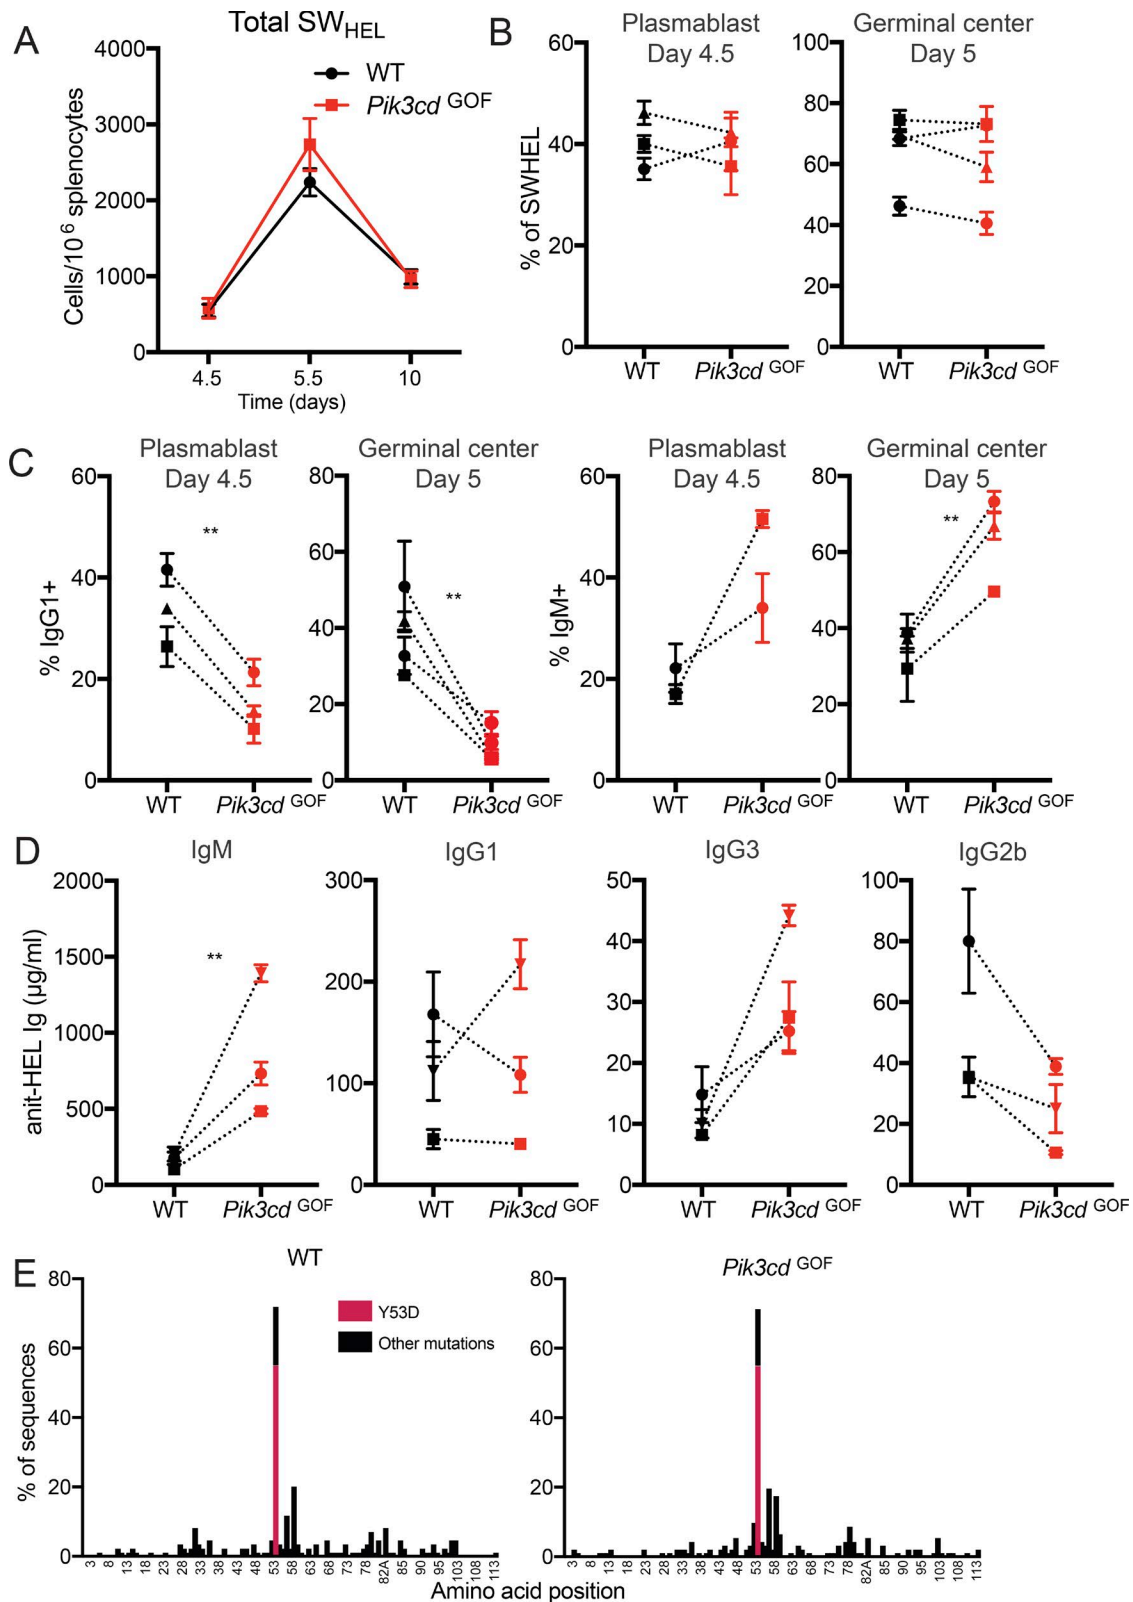 A
Total SWHEL
WT
Pik3cd GOF
4000
3000
2000
1000
0
Cells/10 6 splenocytes
4.5 5.5 10
Time (days)
B
Plasmablast
Day 4.5
Germinal center
Day 5
% of SWHEL
60
40
20
0
WT Pik3cd GOF
100
80
60
40
20
0
WT Pik3cd GOF
C
Plasmablast
Day 4.5
% IgG1+
60
40
20
0
**
WT Pik3cd GOF
Germinal center
Day 5
80
60
40
20
0
**
WT Pik3cd GOF
Plasmablast
Day 4.5
% IgM+
60
40
20
0
WT Pik3cd GOF
Germinal center
Day 5
80
60
40
20
0
**
WT Pik3cd GOF
D
IgM
anit-HEL Ig (µg/ml)
2000
1500
1000
500
0
**
WT Pik3cd GOF
IgG1
300
200
100
0
WT Pik3cd GOF
IgG3
50
40
30
20
10
0
WT Pik3cd GOF
IgG2b
100
80
60
40
20
0
WT Pik3cd GOF
E
WT
% of sequences
80
60
40
20
0
Y53D
Other mutations
3 8 13 18 23 28 33 38 43 48 53 58 63 68 73 78 82A 85 90 95 103 108 113
Pik3cd GOF
80
60
40
20
0
3 8 13 18 23 28 33 38 43 48 53 58 63 68 73 78 82A 85 90 95 103 108 113
Amino acid position